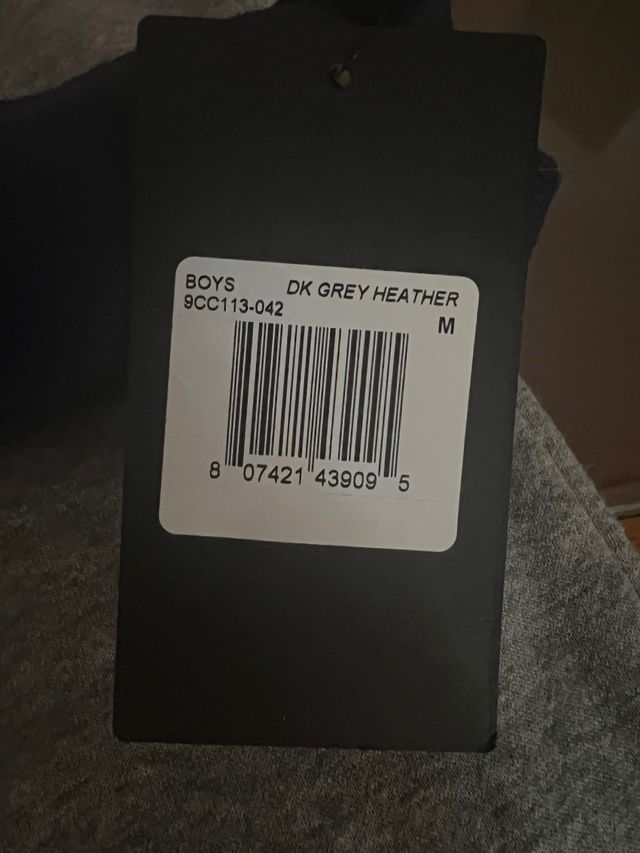 BOYS DK GREY HEATHER
9CC113-042
M
8 07421 43909 5